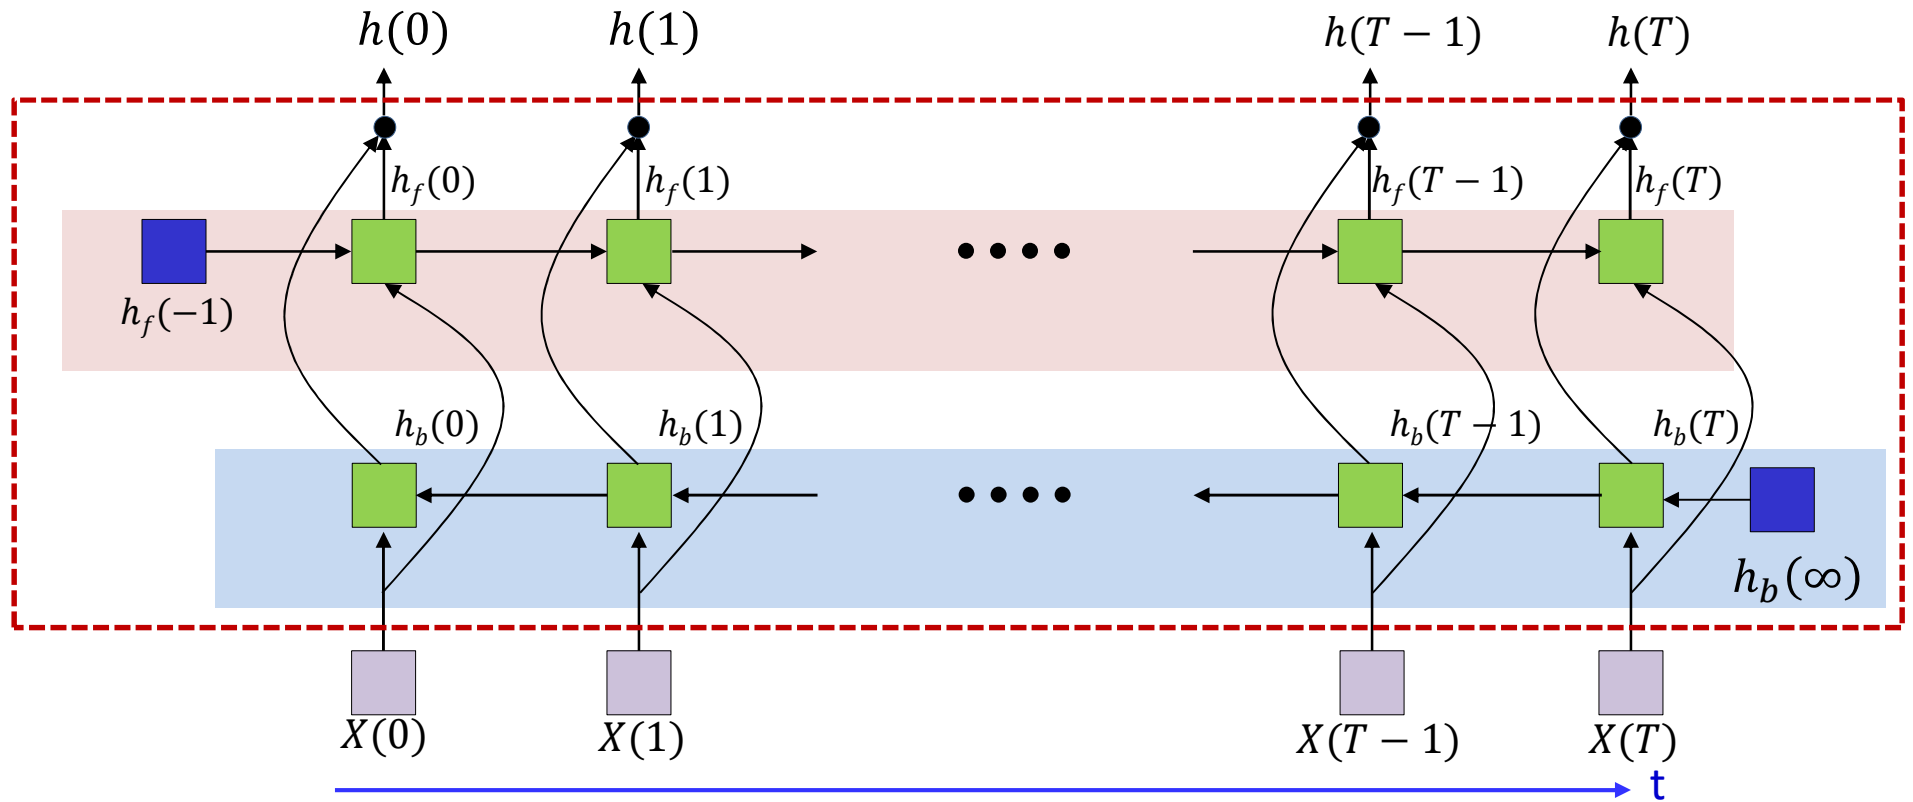 h(0) h(1) h(T − 1) h(T)
h_f(0) h_f(1) h_f(T − 1) h_f(T)
h_f(−1)
h_b(0) h_b(1) h_b(T − 1) h_b(T)
h_b(∞)
X(0) X(1) X(T − 1) X(T)
t